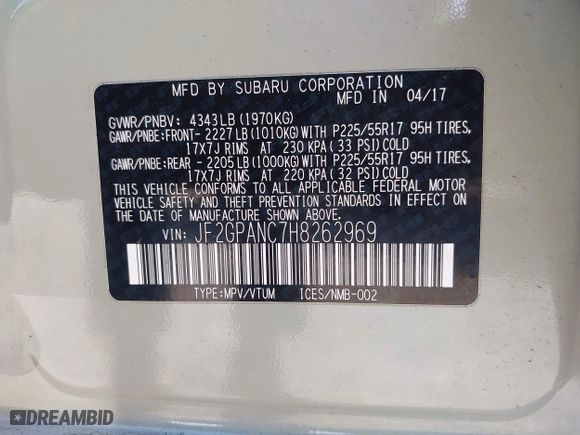 MFD BY SUBARU CORPORATION
MFD IN 04/17
GVWR/PNBV: 4343LB (1970KG)
GAWR/PNBE:FRONT- 2227LB(1010KG)WITH P225/55R17 95H TIRES,
17X7J RIMS AT 230 KPA(33 PSI)COLD
GAWR/PNBE:REAR - 2205LB(1000KG)WITH P225/55R17 95H TIRES,
17X7J RIMS AT 220 KPA(32 PSI)COLD
THIS VEHICLE CONFORMS TO ALL APPLICABLE FEDERAL MOTOR
VEHICLE SAFETY AND THEFT PREVENTION STANDARDS IN EFFECT ON
THE DATE OF MANUFACTURE SHOWN ABOVE.
VIN: JF2GPANC7H8262969
TYPE:MPV/VTUM ICES/NMB-002
DREAMBID